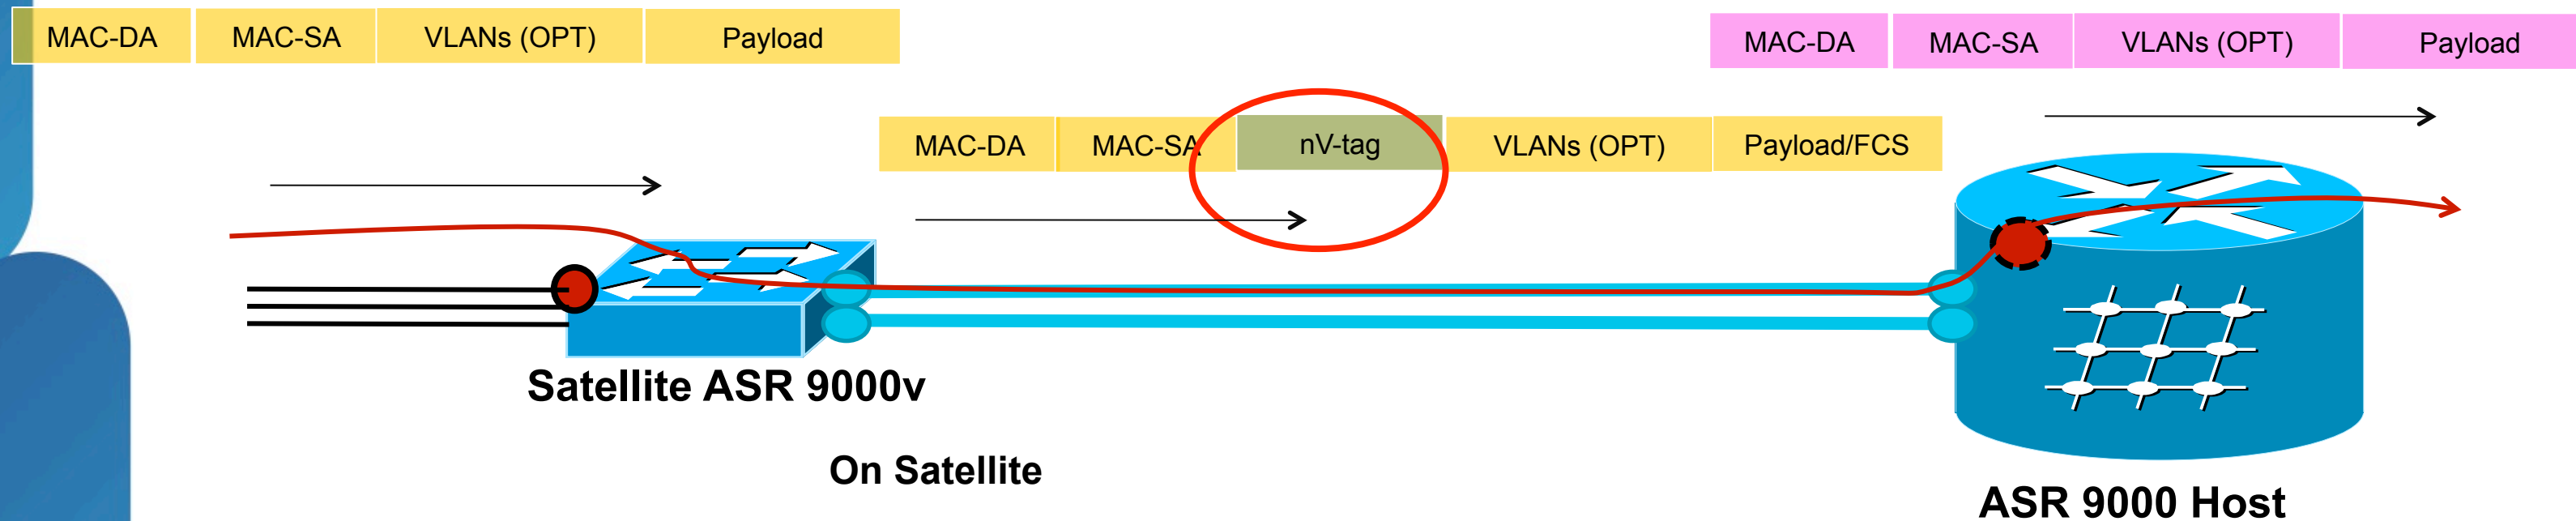 MAC-DA MAC-SA VLANs (OPT) Payload
MAC-DA MAC-SA VLANs (OPT) Payload
MAC-DA MAC-SA nV-tag VLANs (OPT) Payload/FCS
Satellite ASR 9000v
On Satellite
ASR 9000 Host